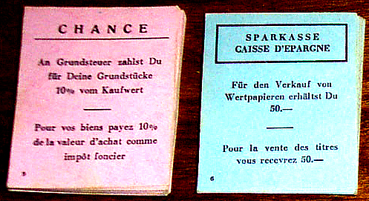 CHANCE
An Grundsteuer zahlst Du
für Deine Grundstücke
10% vom Kaufwert
Pour vos biens payez 10%
de la valeur d'achat comme
impôt foncier
SPARKASSE
CAISSE D'EPARGNE
Für den Verkauf von
Wertpapieren erhältst Du
50.—
Pour la vente des titres
vous recevrez 50.—
6